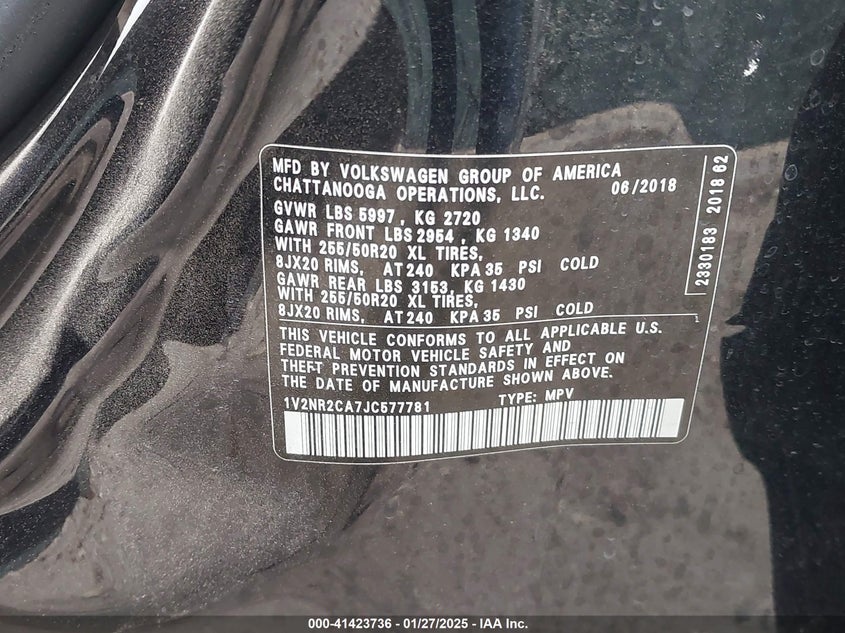 MFD BY VOLKSWAGEN GROUP OF AMERICA
CHATTANOOGA OPERATIONS, LLC. 06/2018
GVWR LBS 5997, KG 2720
GAWR FRONT LBS 2954, KG 1340
WITH 255/50R20 XL TIRES,
8JX20 RIMS, AT 240 KPA 35 PSI COLD
GAWR REAR LBS 3153, KG 1430
WITH 255/50R20 XL TIRES,
8JX20 RIMS, AT 240 KPA 35 PSI COLD
THIS VEHICLE CONFORMS TO ALL APPLICABLE U.S.
FEDERAL MOTOR VEHICLE SAFETY AND
THEFT PREVENTION STANDARDS IN EFFECT ON
THE DATE OF MANUFACTURE SHOWN ABOVE.
1V2NR2CA7JC577781 TYPE: MPV
2330183 2018 62
000-41423736 — 01/27/2025 — IAA Inc.